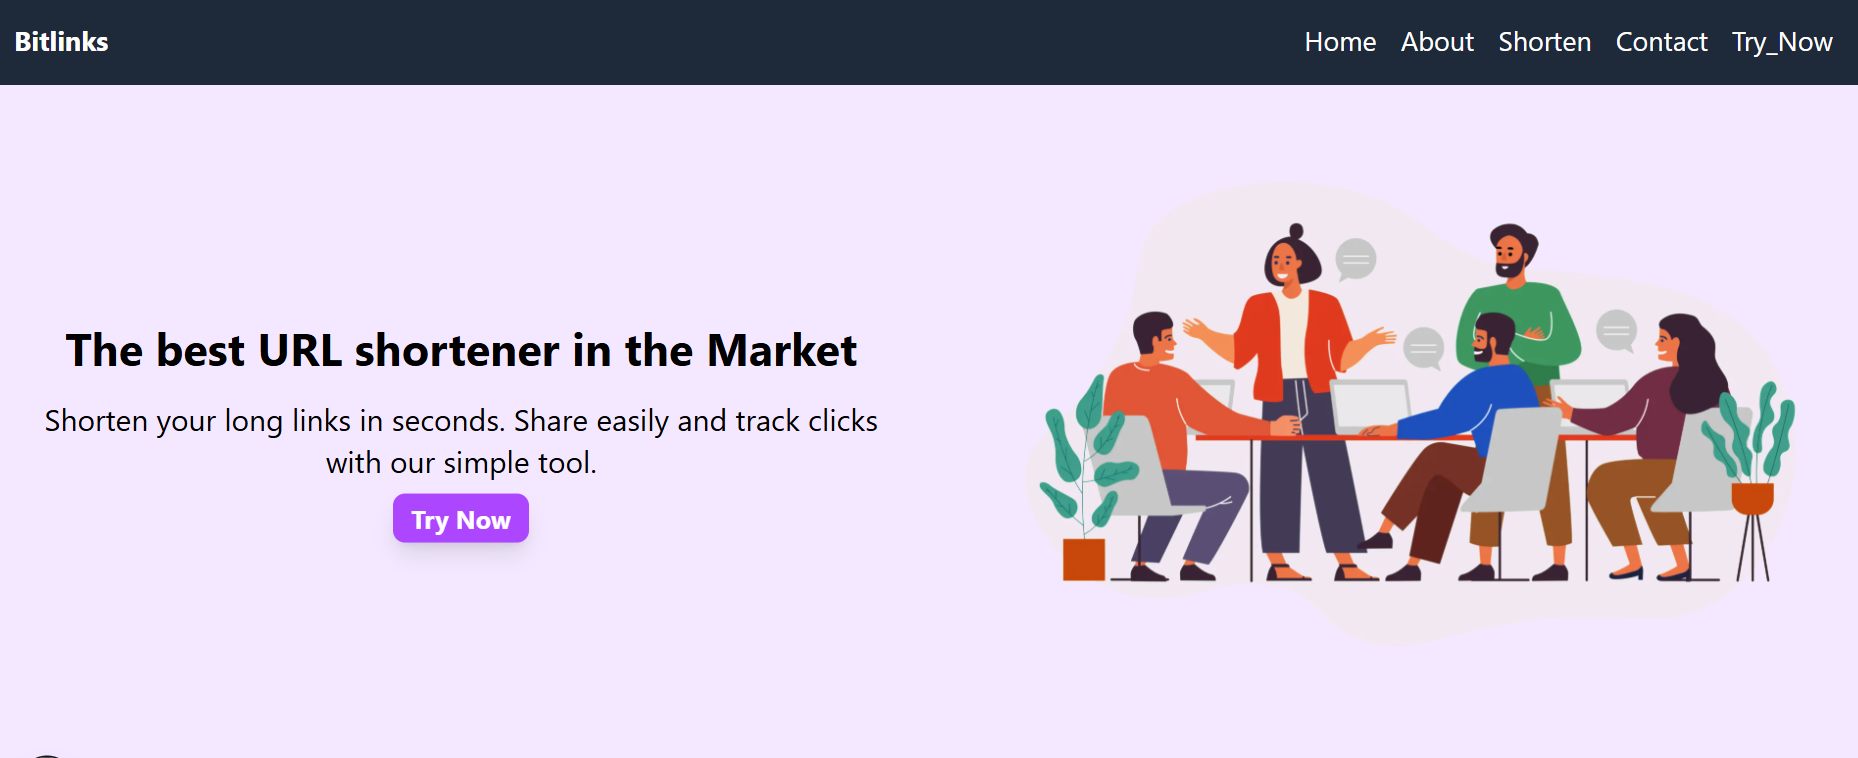 Bitlinks
Home About Shorten Contact Try_Now
The best URL shortener in the Market
Shorten your long links in seconds. Share easily and track clicks
with our simple tool.
Try Now